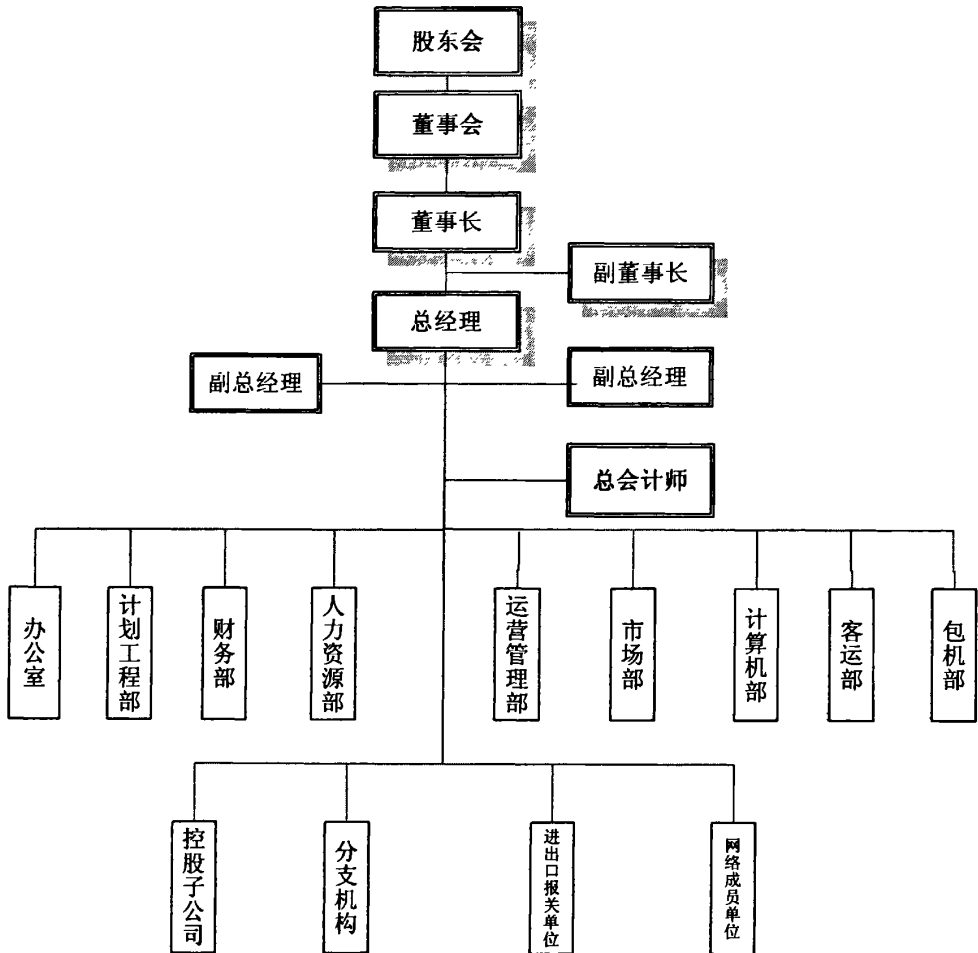 股东会
董事会
董事长
副董事长
总经理
副总经理
副总经理
总会计师
办公室
计划工程部
财务部
人力资源部
运营管理部
市场部
计算机部
客运部
包机部
控股子公司
分支机构
进出口报关单位
网络成员单位